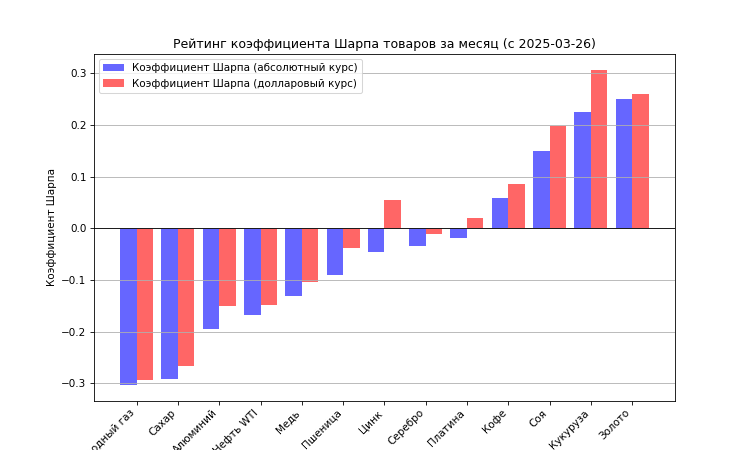 Рейтинг коэффициента Шарпа товаров за месяц (с 2025-03-26)
Коэффициент Шарпа (абсолютный курс)
Коэффициент Шарпа (долларовый курс)
Коэффициент Шарпа
0.3
0.2
0.1
0.0
−0.1
−0.2
−0.3
газ
Сахар
Алюминий
Нефть WTI
Медь
Пшеница
Цинк
Серебро
Платина
Кофе
Соя
Кукуруза
Золото